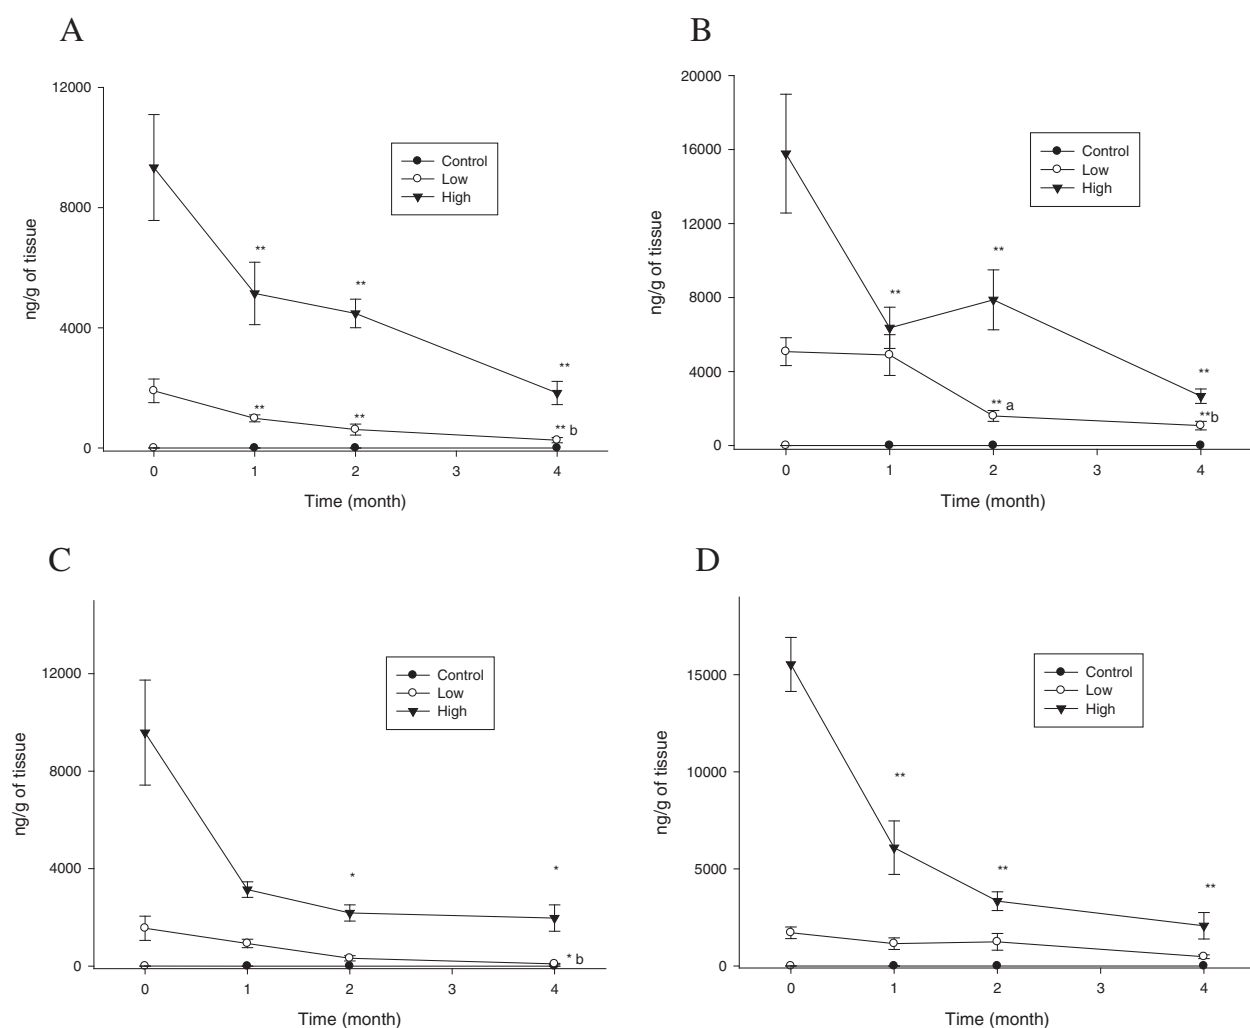 A
12000
8000
4000
0
ng/g of tissue
Control
Low
High
**
**
**
**
**
** b
0
1
2
3
4
Time (month)
B
20000
16000
12000
8000
4000
0
ng/g of tissue
Control
Low
High
**
**
**
** a
**b
0
1
2
3
4
Time (month)
C
12000
8000
4000
0
ng/g of tissue
Control
Low
High
*
*
* b
0
1
2
3
4
Time (month)
D
15000
10000
5000
0
ng/g of tissue
Control
Low
High
**
**
**
0
1
2
3
4
Time (month)